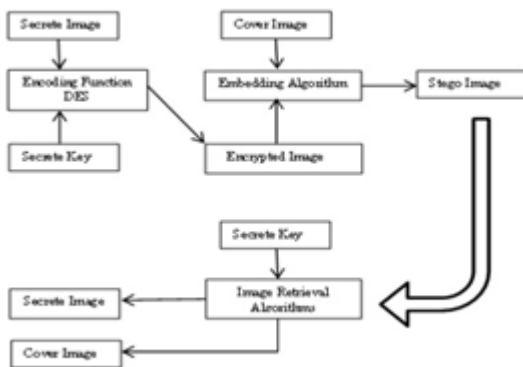 Secrete Image
Cover Image
Encoding Function
DES
Embedding Algorithm
Stego Image
Secrete Key
Encrypted Image
Secrete Key
Image Retrieval
Algorithms
Secrete Image
Cover Image